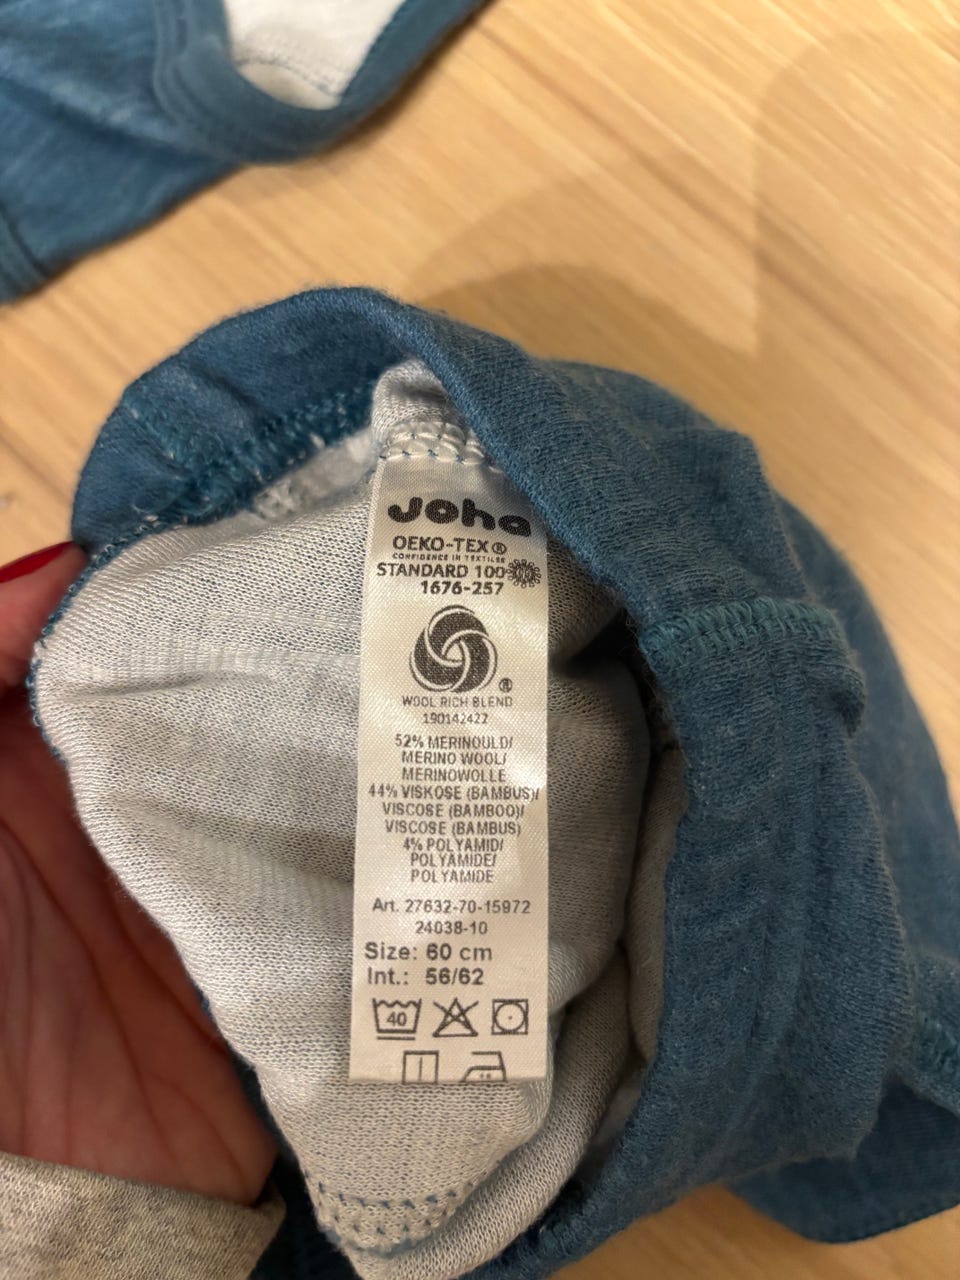 Joha
OEKO-TEX®
CONFIDENCE IN TEXTILES
STANDARD 100
1676-257
®
WOOL RICH BLEND
190142422
52% MERINOULD/
MERINO WOOL/
MERINOWOLLE
44% VISKOSE (BAMBUS)/
VISCOSE (BAMBOO)/
VISCOSE (BAMBUS)
4% POLYAMID/
POLYAMIDE/
POLYAMIDE
Art. 27632-70-15972
24038-10
Size: 60 cm
Int.: 56/62
40